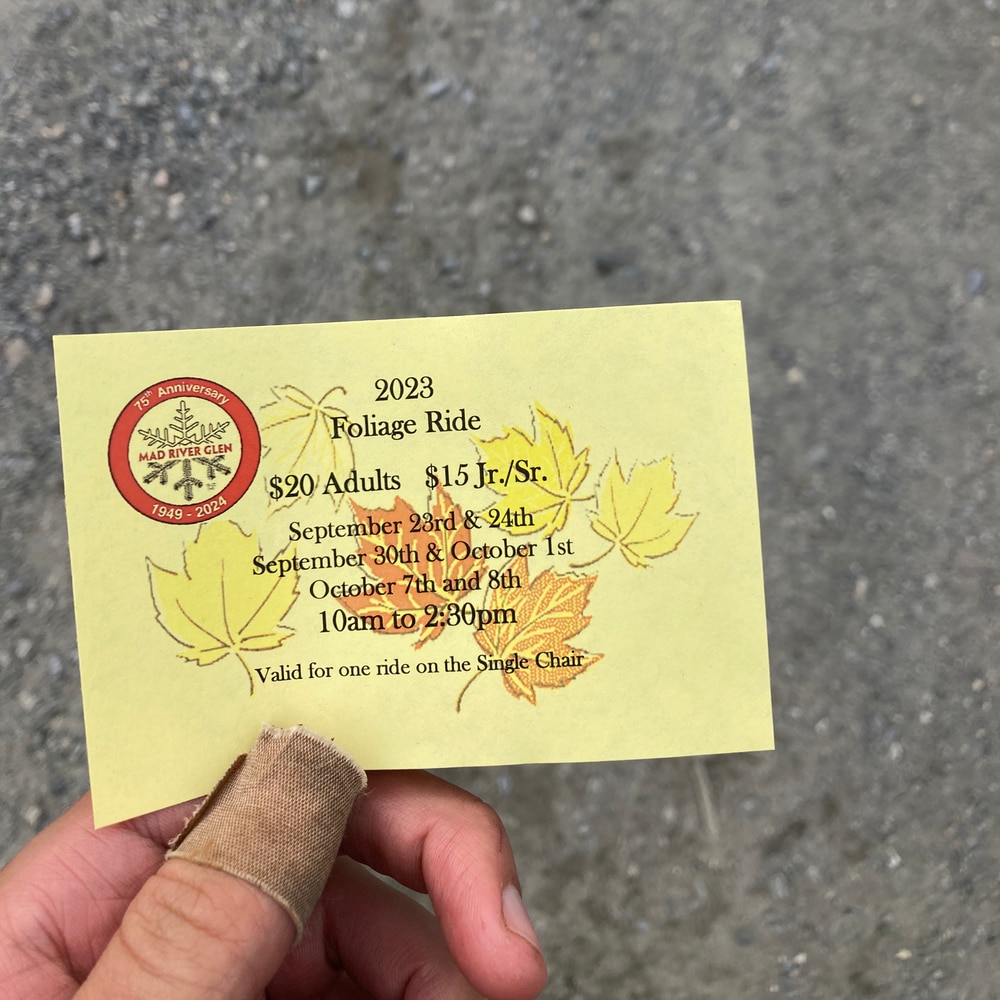 75th Anniversary
MAD RIVER GLEN
1949 - 2024
2023
Foliage Ride
$20 Adults $15 Jr./Sr.
September 23rd & 24th
September 30th & October 1st
October 7th and 8th
10am to 2:30pm
Valid for one ride on the Single Chair